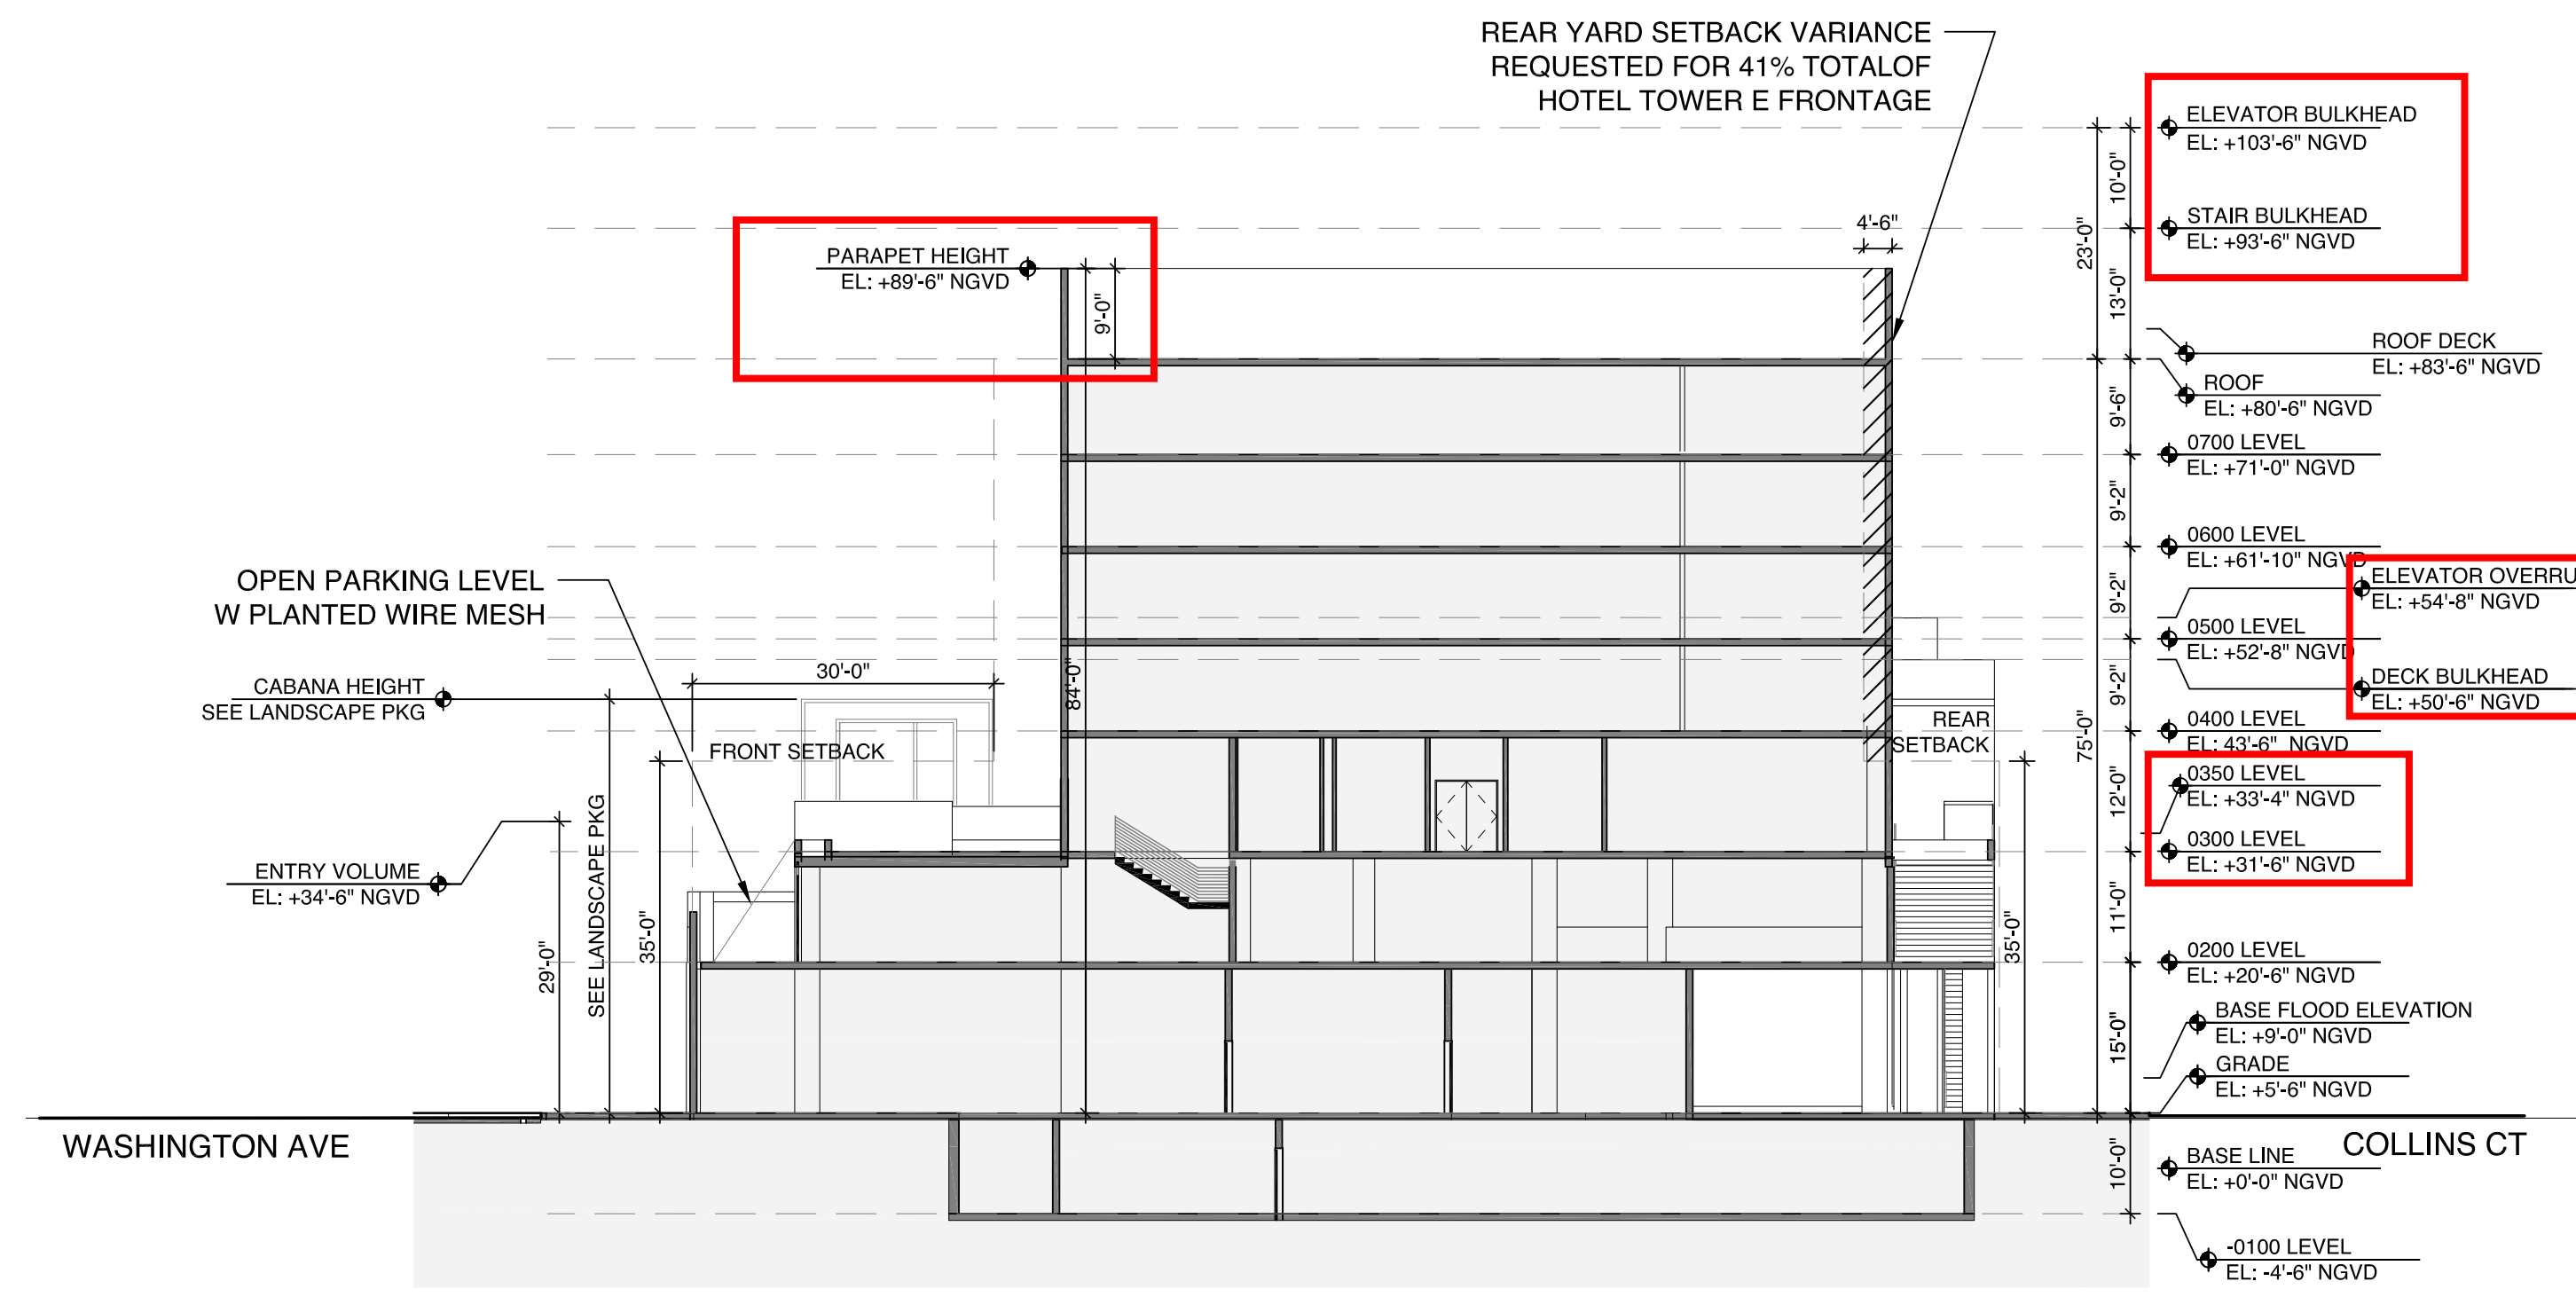 REAR YARD SETBACK VARIANCE
REQUESTED FOR 41% TOTALOF
HOTEL TOWER E FRONTAGE
ELEVATOR BULKHEAD
EL: +103'-6" NGVD
10'-0"
STAIR BULKHEAD
EL: +93'-6" NGVD
4'-6"
23'-0"
PARAPET HEIGHT
EL: +89'-6" NGVD
9'-0"
13'-0"
ROOF DECK
EL: +83'-6" NGVD
ROOF
EL: +80'-6" NGVD
9'-6"
0700 LEVEL
EL: +71'-0" NGVD
9'-2"
0600 LEVEL
EL: +61'-10" NGVD
OPEN PARKING LEVEL
W PLANTED WIRE MESH
9'-2"
ELEVATOR OVERRU
EL: +54'-8" NGVD
0500 LEVEL
EL: +52'-8" NGVD
30'-0"
84'-0"
9'-2"
DECK BULKHEAD
EL: +50'-6" NGVD
CABANA HEIGHT
SEE LANDSCAPE PKG
FRONT SETBACK
REAR
SETBACK
75'-0"
0400 LEVEL
EL: 43'-6" NGVD
12'-0"
0350 LEVEL
EL: +33'-4" NGVD
0300 LEVEL
EL: +31'-6" NGVD
ENTRY VOLUME
EL: +34'-6" NGVD
29'-0"
SEE LANDSCAPE PKG
35'-0"
35'-0"
11'-0"
0200 LEVEL
EL: +20'-6" NGVD
BASE FLOOD ELEVATION
EL: +9'-0" NGVD
15'-0"
GRADE
EL: +5'-6" NGVD
WASHINGTON AVE
COLLINS CT
10'-0"
BASE LINE
EL: +0'-0" NGVD
-0100 LEVEL
EL: -4'-6" NGVD